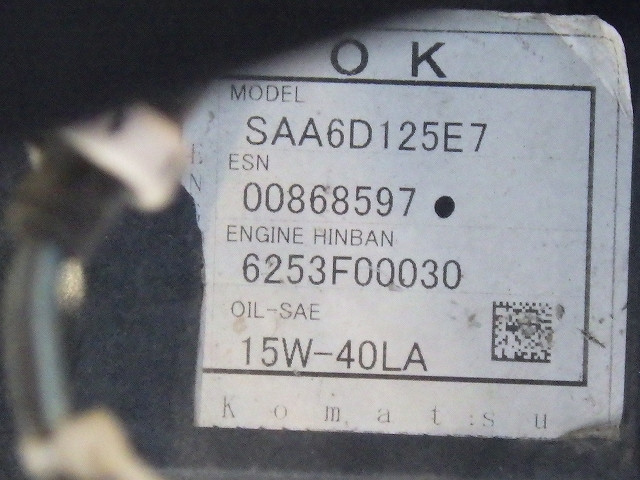 OK
MODEL
SAA6D125E7
ESN
00868597
ENGINE HINBAN
6253F00030
OIL-SAE
15W-40LA
Komatsu